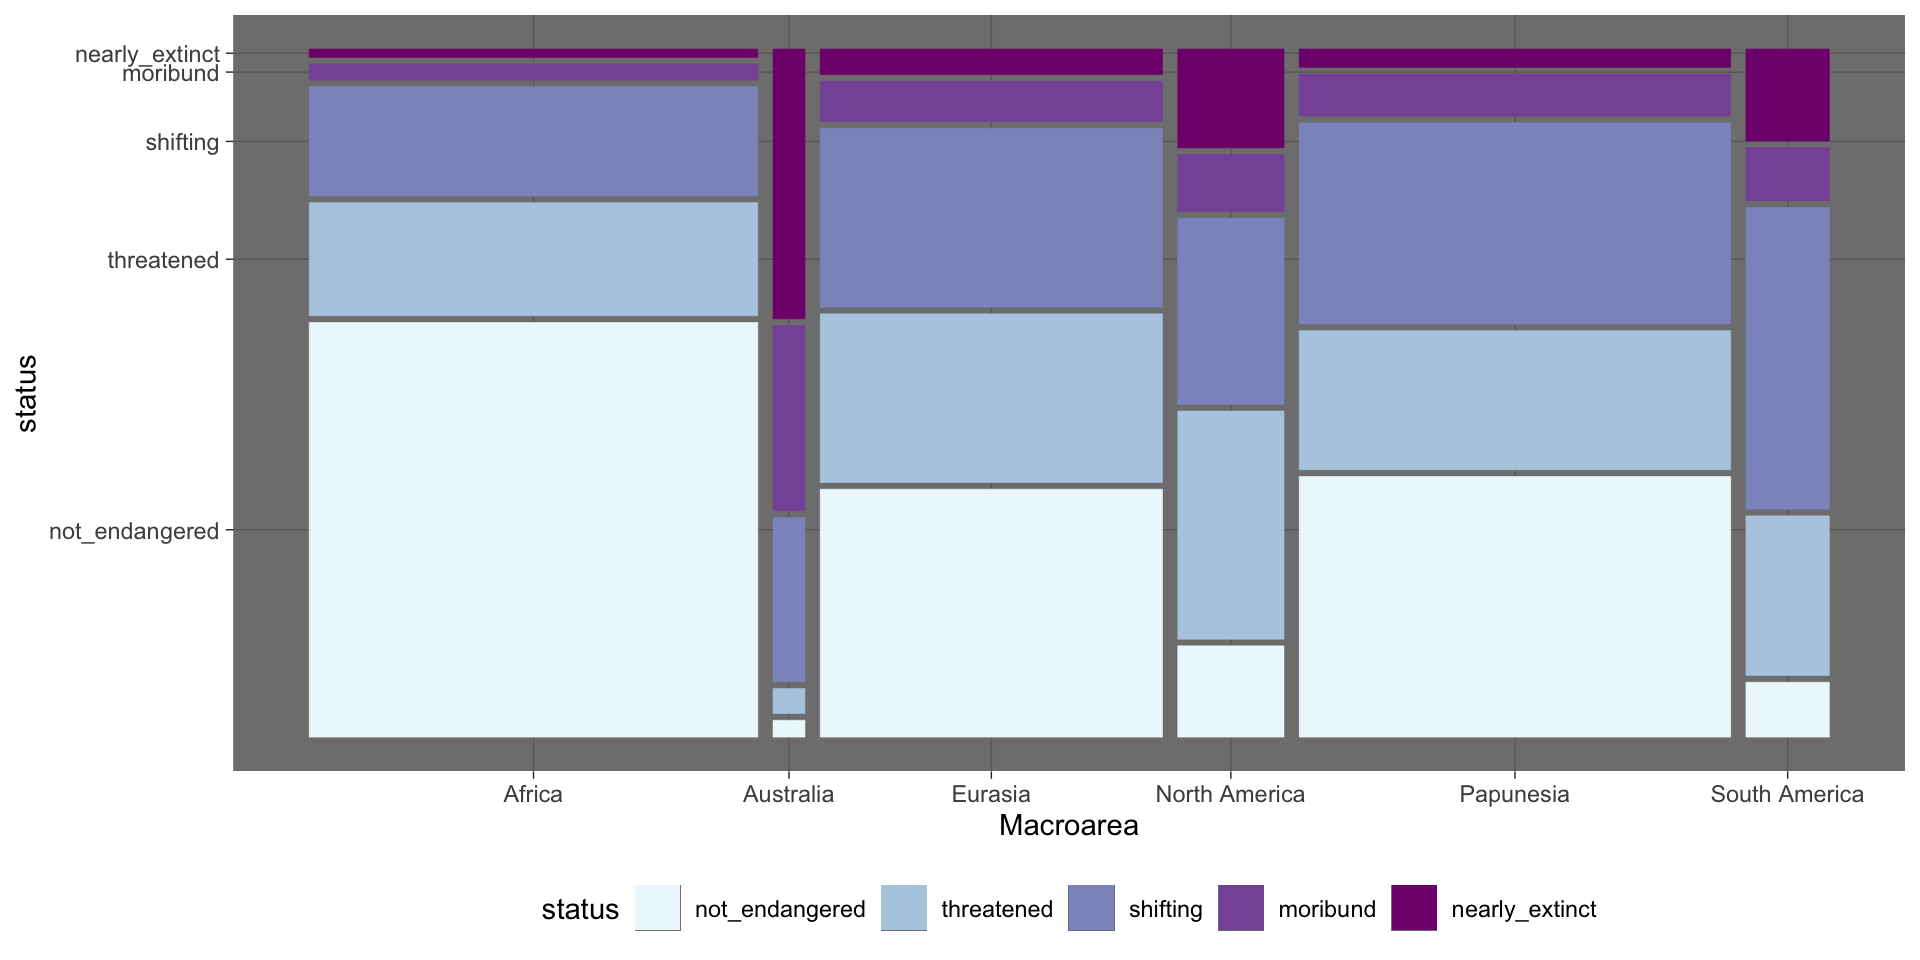 nearly_extinct
moribund
shifting
threatened
not_endangered
status
Africa Australia Eurasia North America Papunesia South America
Macroarea
status not_endangered threatened shifting moribund nearly_extinct